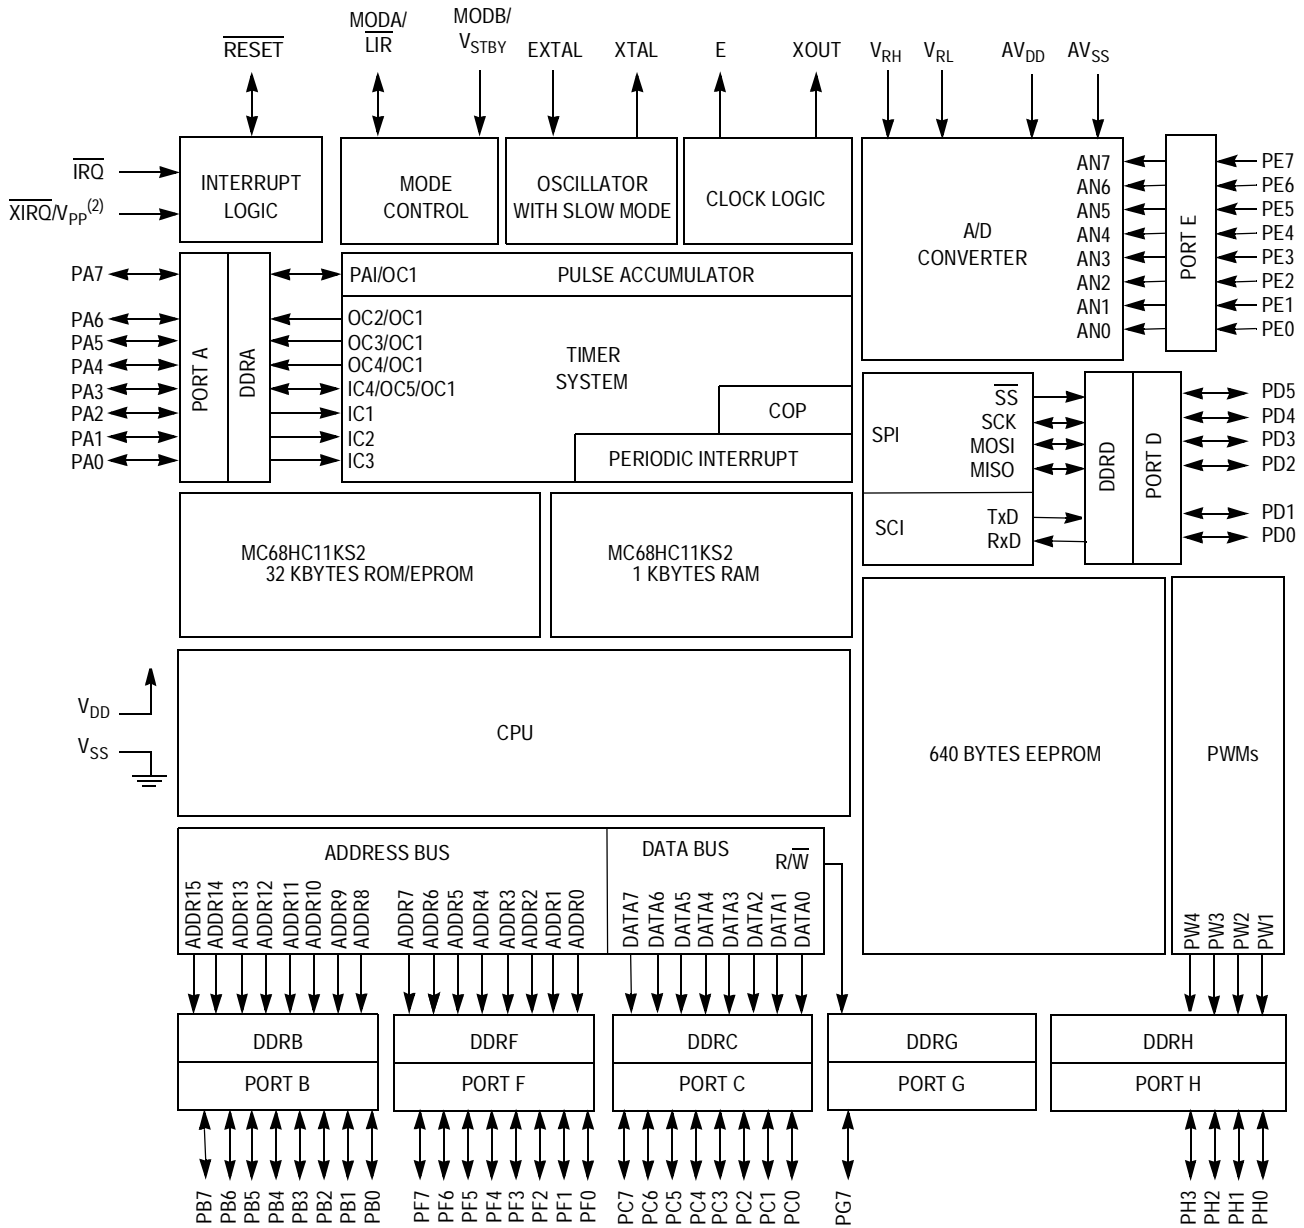 RESET
MODA/
LIR
MODB/
VSTBY
EXTAL
XTAL
E
XOUT
VRH
VRL
AVDD
AVSS
IRQ
XIRQ/VPP(2)
INTERRUPT
LOGIC
MODE
CONTROL
OSCILLATOR
WITH SLOW MODE
CLOCK LOGIC
A/D
CONVERTER
AN7
AN6
AN5
AN4
AN3
AN2
AN1
AN0
PORT E
PE7
PE6
PE5
PE4
PE3
PE2
PE1
PE0
PA7
PA6
PA5
PA4
PA3
PA2
PA1
PA0
PORT A
DDRA
PAI/OC1
PULSE ACCUMULATOR
OC2/OC1
OC3/OC1
OC4/OC1
IC4/OC5/OC1
IC1
IC2
IC3
TIMER
SYSTEM
COP
PERIODIC INTERRUPT
SPI
SS
SCK
MOSI
MISO
SCI
TxD
RxD
DDRD
PORT D
PD5
PD4
PD3
PD2
PD1
PD0
MC68HC11KS2
32 KBYTES ROM/EPROM
MC68HC11KS2
1 KBYTES RAM
VDD
VSS
CPU
640 BYTES EEPROM
PWMs
PW4
PW3
PW2
PW1
ADDRESS BUS
DATA BUS
R/W
ADDR15
ADDR14
ADDR13
ADDR12
ADDR11
ADDR10
ADDR9
ADDR8
ADDR7
ADDR6
ADDR5
ADDR4
ADDR3
ADDR2
ADDR1
ADDR0
DATA7
DATA6
DATA5
DATA4
DATA3
DATA2
DATA1
DATA0
DDRB
DDRF
DDRC
DDRG
DDRH
PORT B
PORT F
PORT C
PORT G
PORT H
PB7
PB6
PB5
PB4
PB3
PB2
PB1
PB0
PF7
PF6
PF5
PF4
PF3
PF2
PF1
PF0
PC7
PC6
PC5
PC4
PC3
PC2
PC1
PC0
PG7
PH3
PH2
PH1
PH0